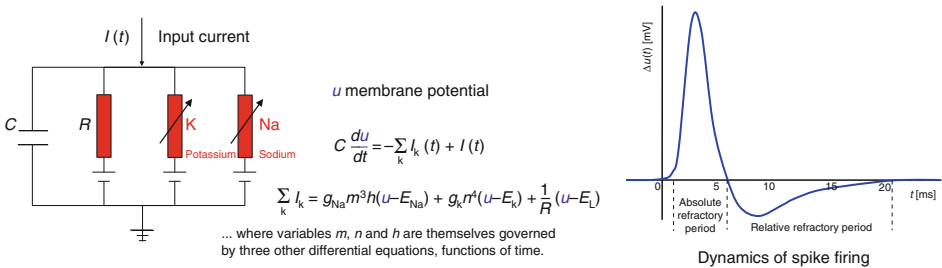 I (t) Input current
C
R
K
Na
Potassium
Sodium
u membrane potential
C du/dt = −∑k Ik (t) + I (t)
∑k Ik = gNa m³h(u−ENa) + gk n⁴(u−Ek) + 1/R (u−EL)
... where variables m, n and h are themselves governed
by three other differential equations, functions of time.
Δu(t) [mV]
0 5 10 15 20 t [ms]
Absolute
refractory
period
Relative refractory period
Dynamics of spike firing